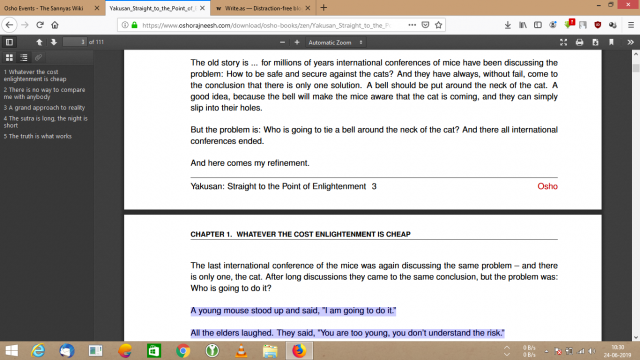 Osho Events - The Sannyas Wiki
Yakusan_Straight_to_the_Point_of_
Write.as — Distraction-free blo
https://www.oshorajneesh.com/download/osho-books/zen/Yakusan_Straight_to_the_P
of 111
Automatic Zoom
1 Whatever the cost enlightenment is cheap
2 There is no way to compare me with anybody
3 A grand approach to reality
4 The sutra is long, the night is short
5 The truth is what works
The old story is ... for millions of years international conferences of mice have been discussing the
problem: How to be safe and secure against the cats? And they have always, without fail, come to
the conclusion that there is only one solution. A bell should be put around the neck of the cat. A
good idea, because the bell will make the mice aware that the cat is coming, and they can simply
slip into their holes.
But the problem is: Who is going to tie a bell around the neck of the cat? And there all international
conferences ended.
And here comes my refinement.
Yakusan: Straight to the Point of Enlightenment 3 Osho
CHAPTER 1. WHATEVER THE COST ENLIGHTENMENT IS CHEAP
The last international conference of the mice was again discussing the same problem – and there
is only one, the cat. After long discussions they came to the same conclusion, but the problem was:
Who is going to do it?
A young mouse stood up and said, "I am going to do it."
All the elders laughed. They said, "You are too young, you don't understand the risk."
0 B/s
0 B/s
10:10
24-06-2019